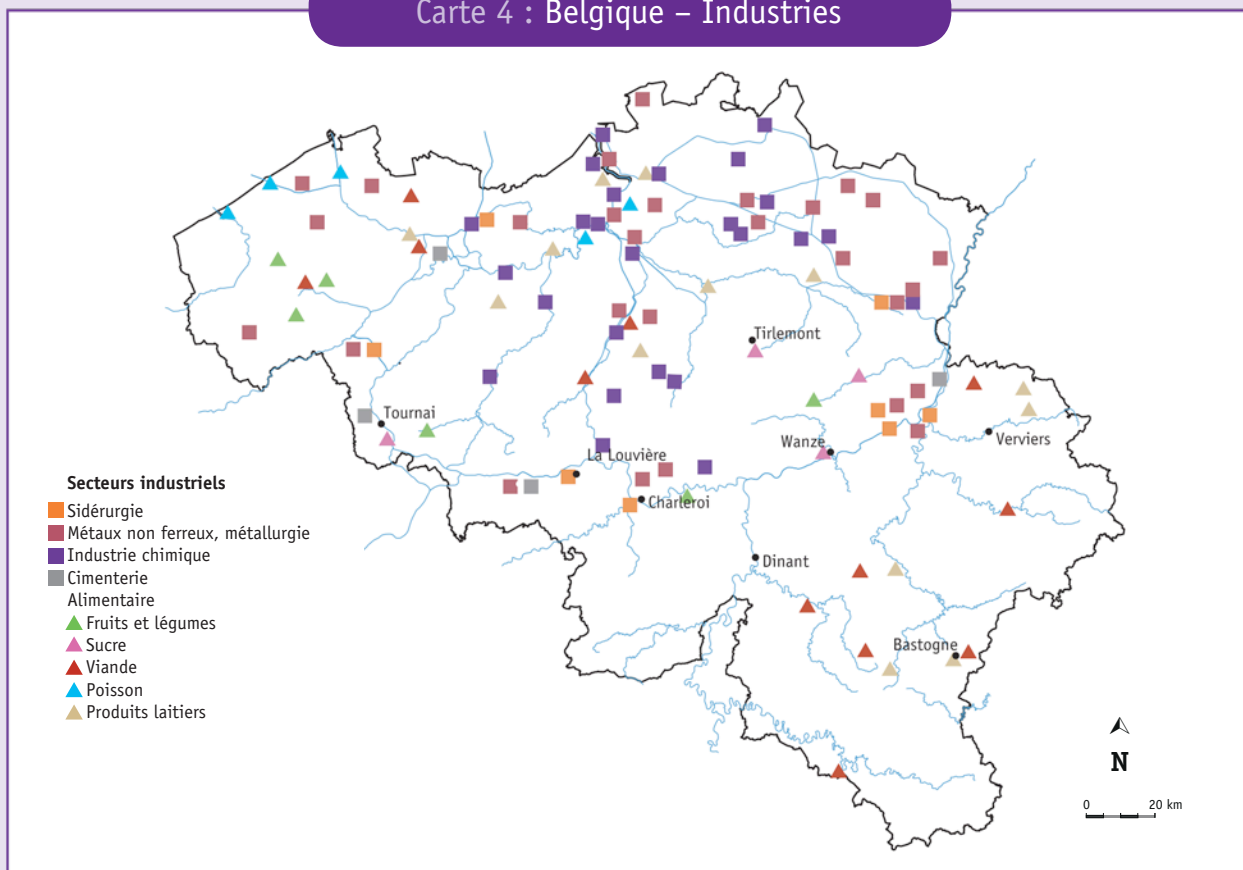 Carte 4 : Belgique – Industries
Tirlemont
Tournai
Wanze
Verviers
La Louvière
Charleroi
Dinant
Bastogne
Secteurs industriels
Sidérurgie
Métaux non ferreux, métallurgie
Industrie chimique
Cimenterie
Alimentaire
Fruits et légumes
Sucre
Viande
Poisson
Produits laitiers
N
0 20 km